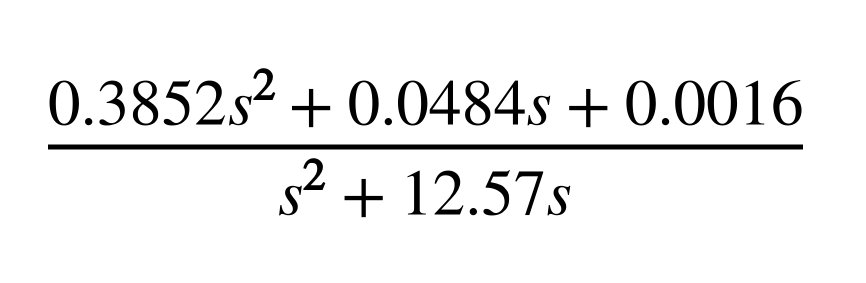 0.3852s² + 0.0484s + 0.0016
s² + 12.57s